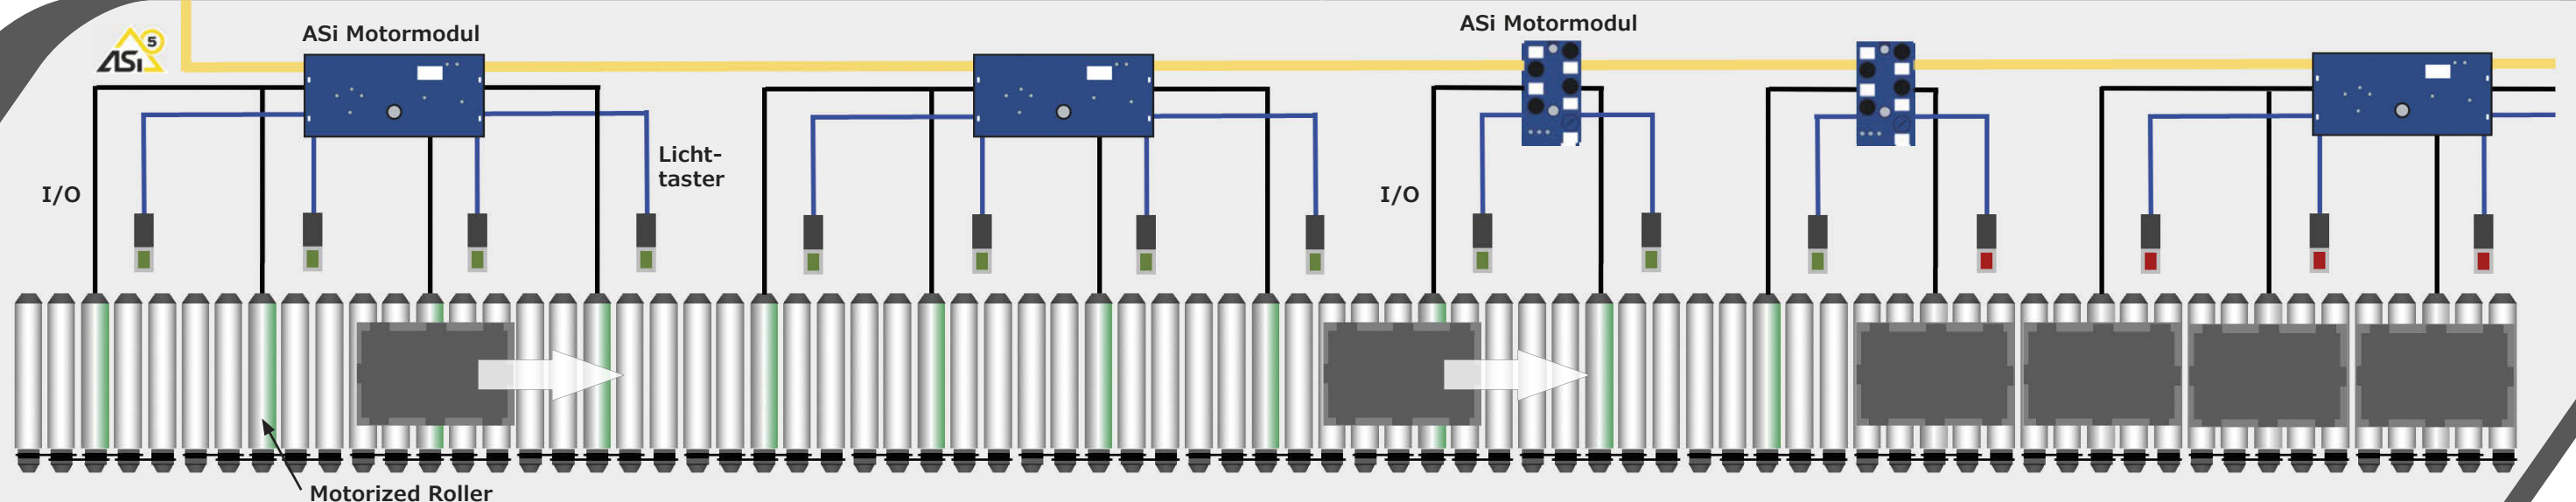 ASi 5
ASi Motormodul
ASi Motormodul
Licht-
taster
I/O
I/O
Motorized Roller